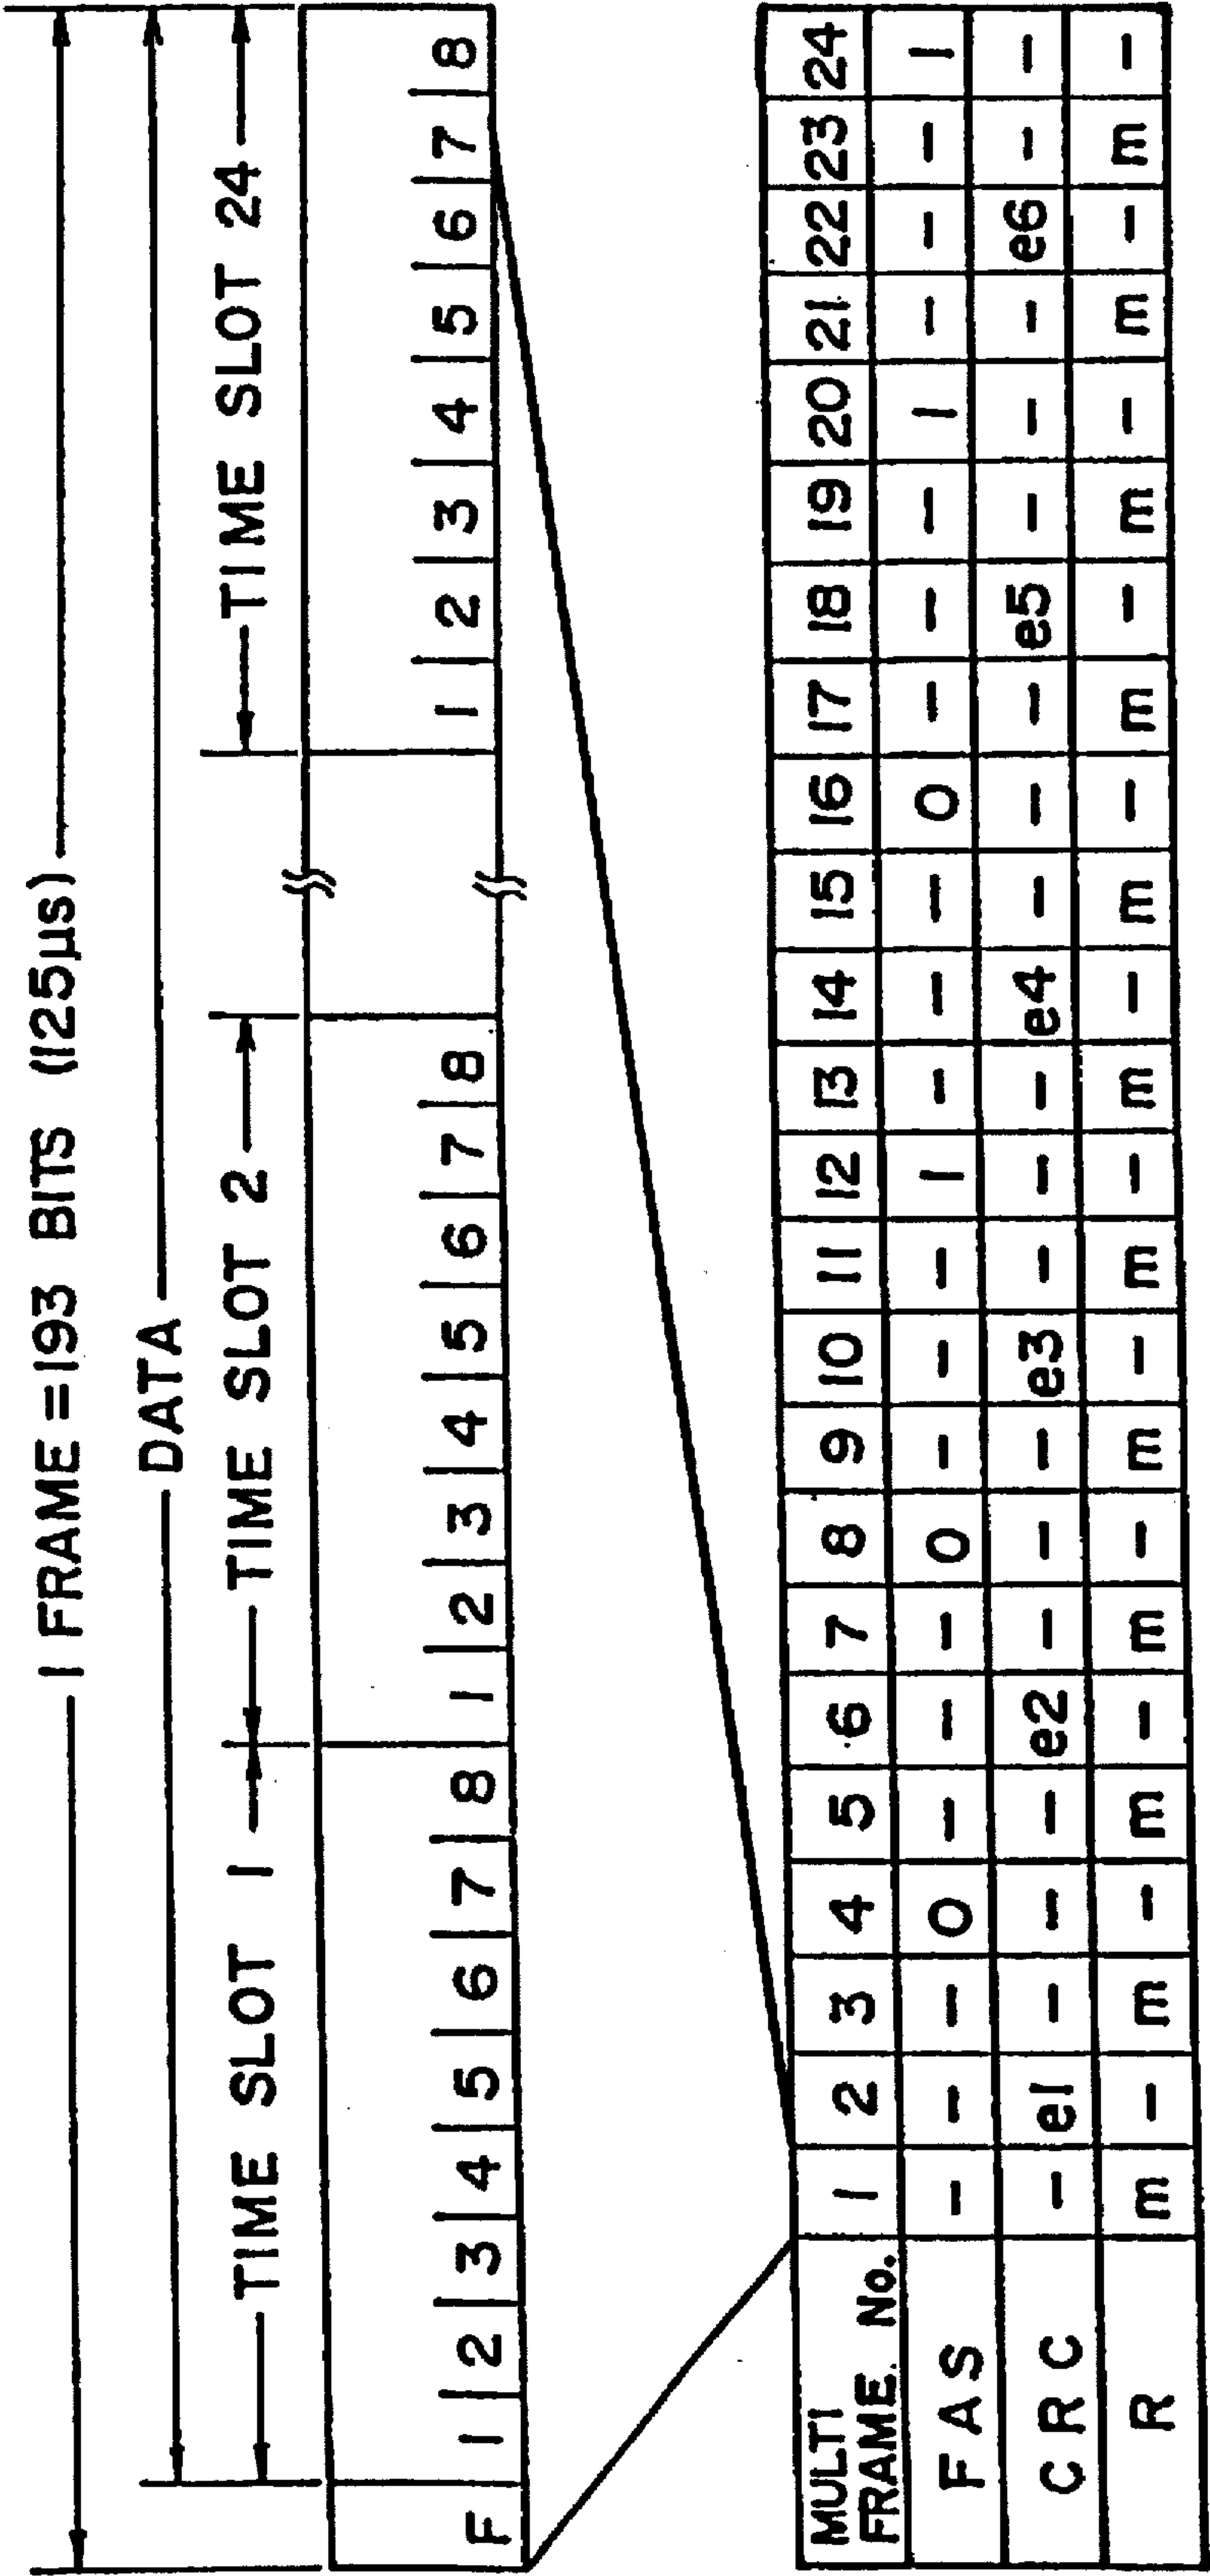 1 FRAME = 193 BITS (125μs)
DATA
TIME SLOT 1 TIME SLOT 2 TIME SLOT 24
F 1 2 3 4 5 6 7 8 1 2 3 4 5 6 7 8 1 2 3 4 5 6 7 8
MULTI FRAME. No. 1 2 3 4 5 6 7 8 9 10 11 12 13 14 15 16 17 18 19 20 21 22 23 24
FAS - - - 0 - - - 0 - - - 1 - - - 0 - - - 1 - - - 1
CRC - e1 - - - e2 - - - e3 - - - e4 - - - e5 - - - e6 - -
R m - m - m - m - m - m - m - m - m - m - m - m -